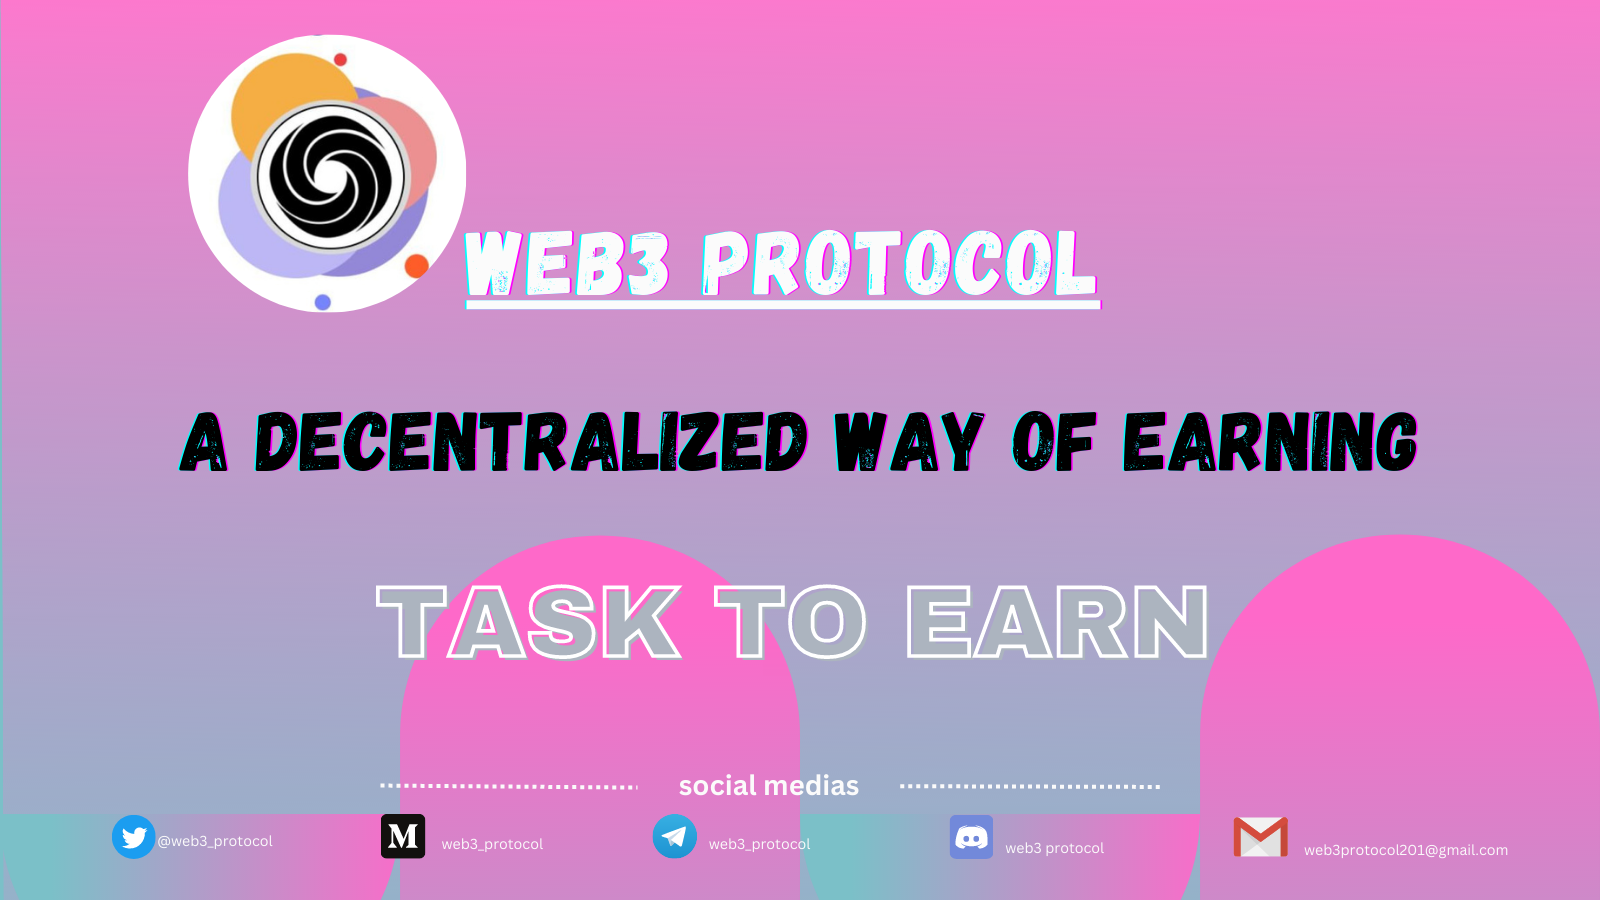 WEB3 PROTOCOL
A DECENTRALIZED WAY OF EARNING
TASK TO EARN
social medias
@web3_protocol
M web3_protocol
web3_protocol
web3 protocol
web3protocol201@gmail.com